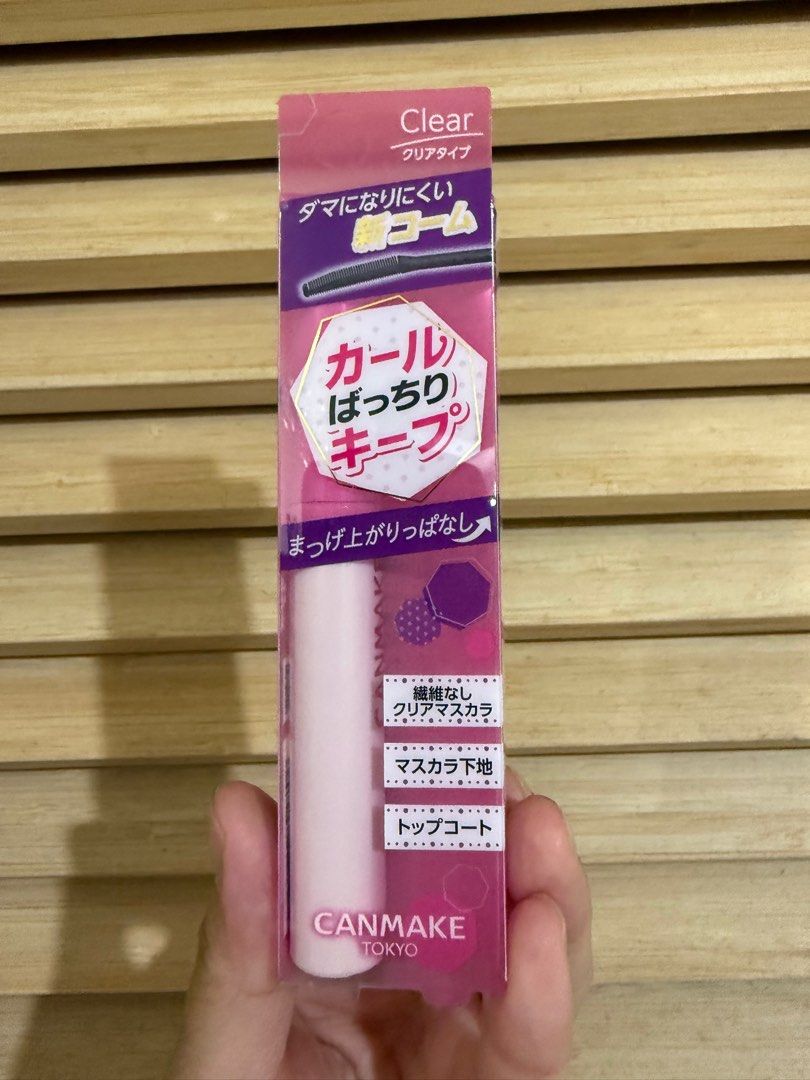 Clear
クリアタイプ
ダマになりにくい
新コーム
カール
ばっちり
キープ
まつげ上がりっぱなし
繊維なし
クリアマスカラ
マスカラ下地
トップコート
CANMAKE
TOKYO